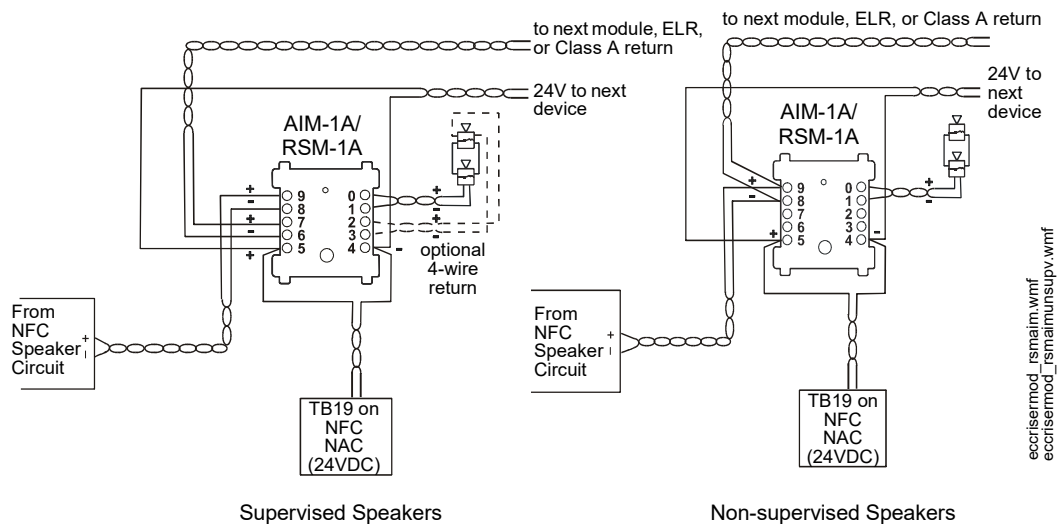 to next module, ELR,
or Class A return
24V to next
device
AIM-1A/
RSM-1A
+
-
+
-
+
9
8
7
6
5
0
1
2
3
4
+
-
+
-
-
optional
4-wire
return
From
NFC
Speaker
Circuit
+
-
TB19 on
NFC
NAC
(24VDC)
Supervised Speakers
to next module, ELR, or Class A return
24V to
next
device
AIM-1A/
RSM-1A
+
-
+
9
8
7
6
5
0
1
2
3
4
+
-
-
From
NFC
Speaker
Circuit
+
-
TB19 on
NFC
NAC
(24VDC)
Non-supervised Speakers
eccrisermod_rsmaim.wmf
eccrisermod_rsmaimunsupv.wmf